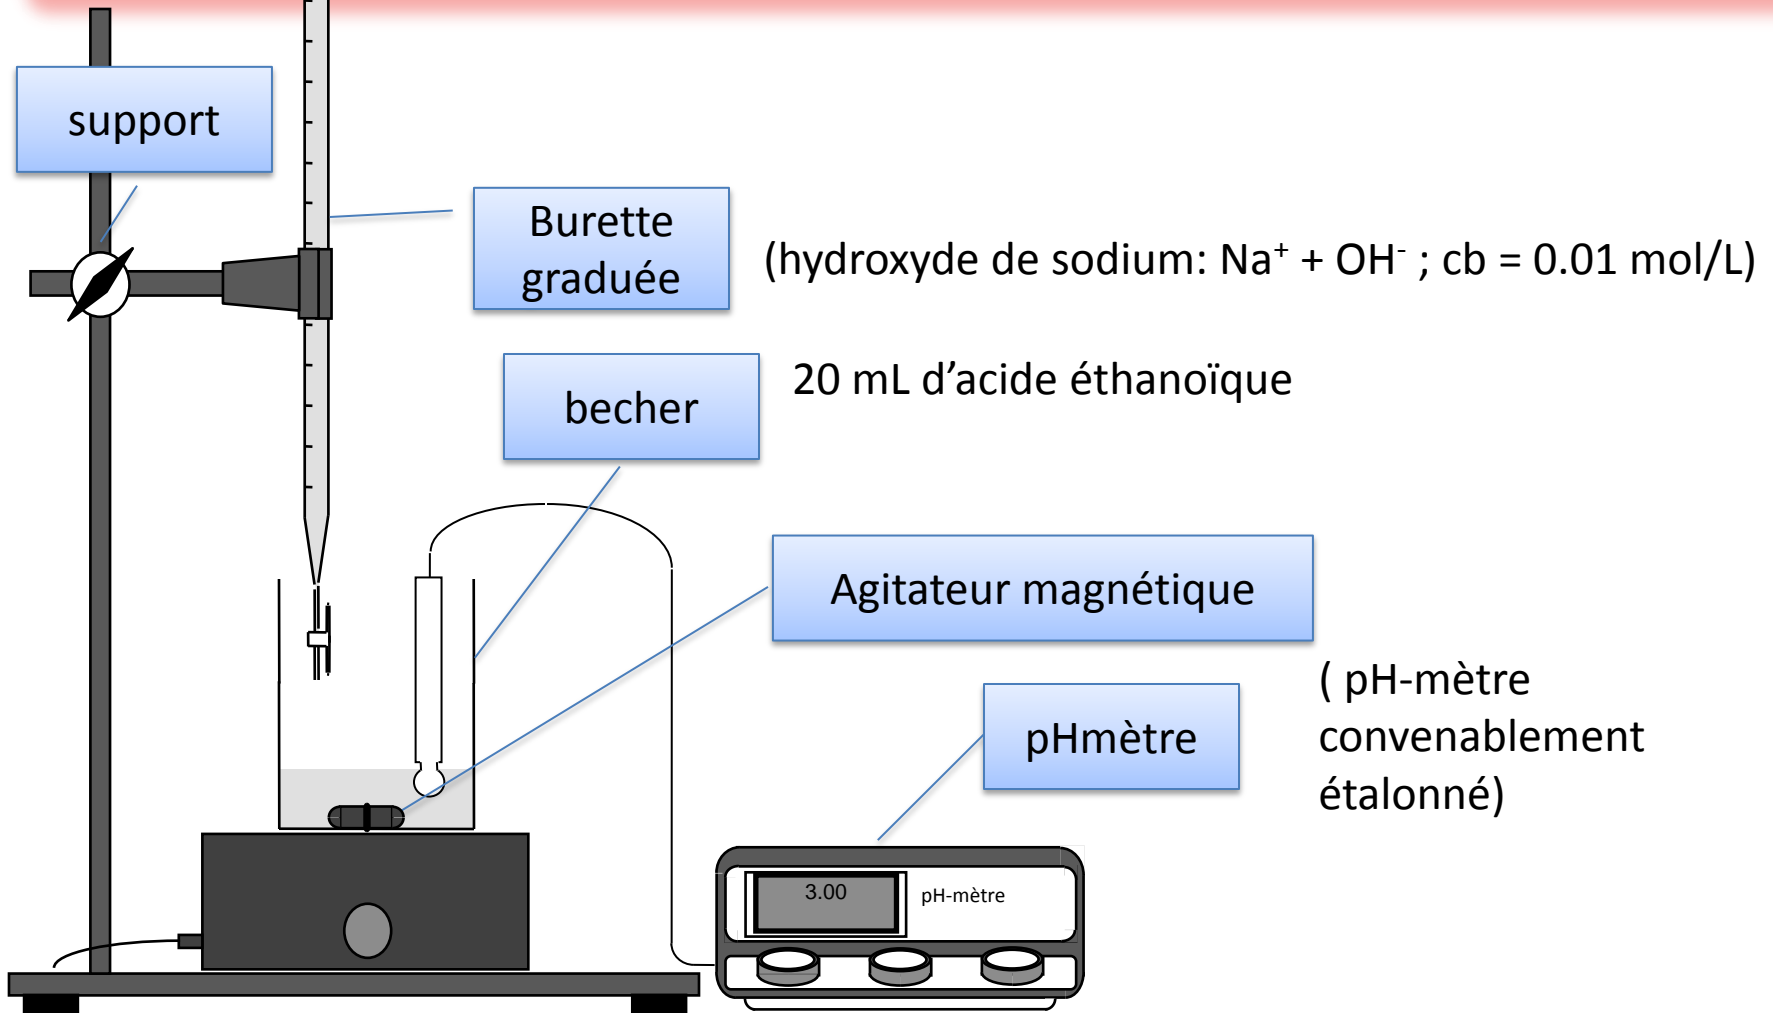 support
Burette
graduée
(hydroxyde de sodium: Na⁺ + OH⁻ ; cb = 0.01 mol/L)
becher
20 mL d’acide éthanoïque
Agitateur magnétique
pHmètre
( pH-mètre
convenablement
étalonné)
3.00
pH-mètre